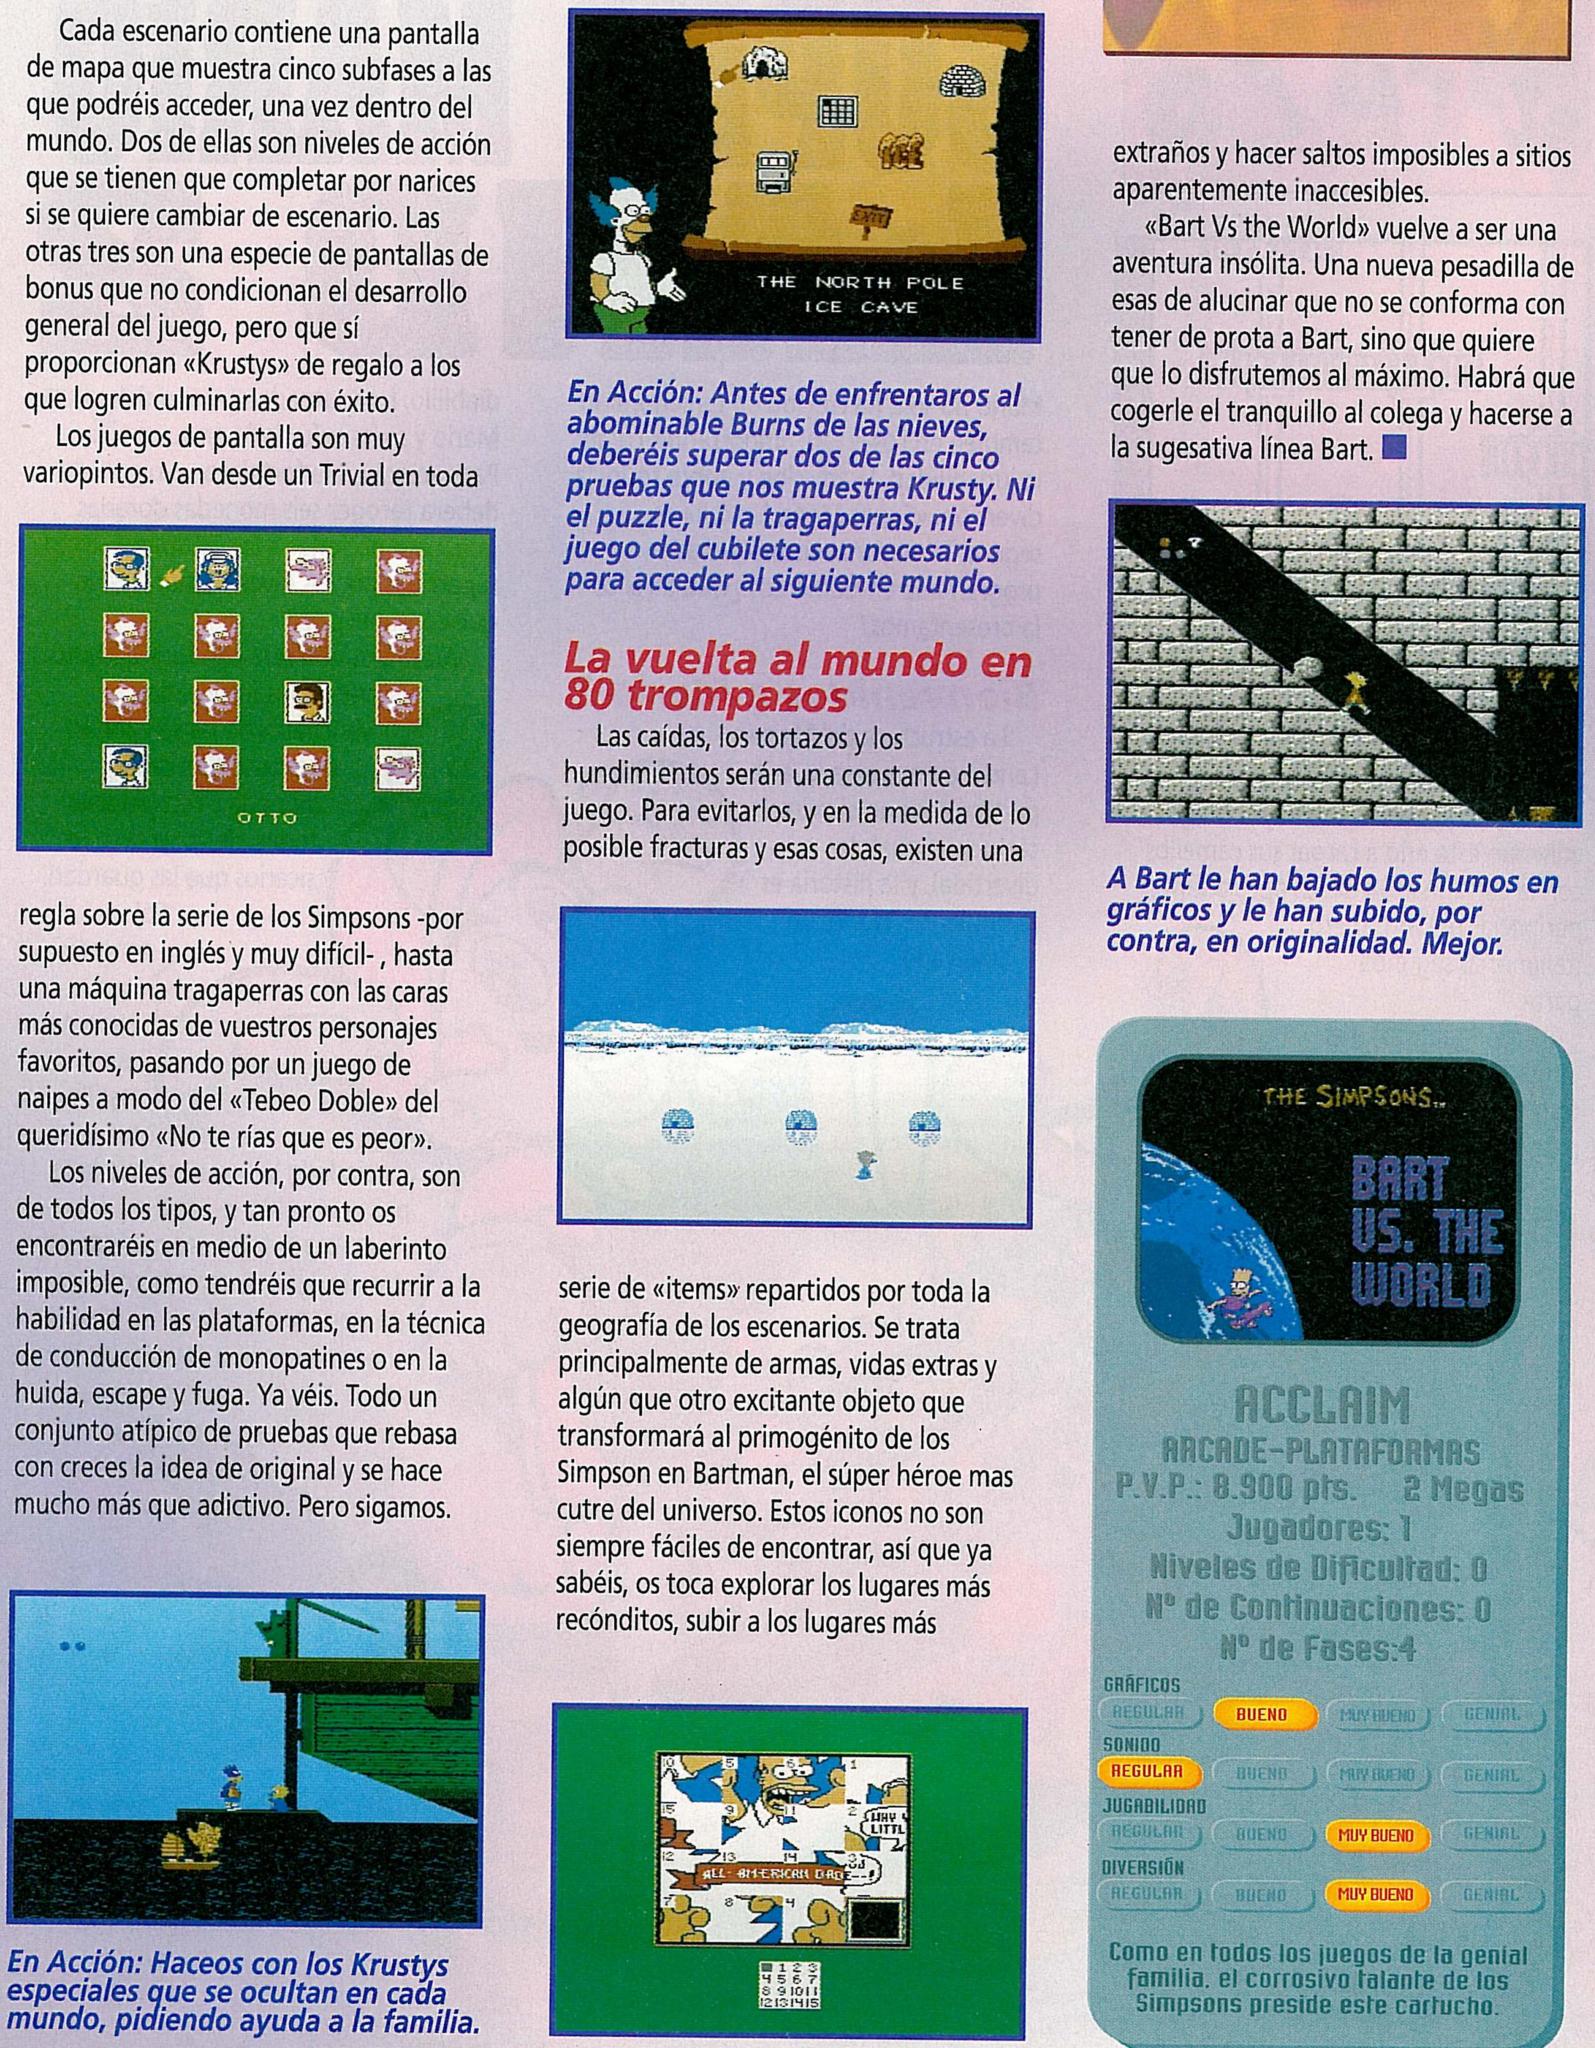 Cada escenario contiene una pantalla
de mapa que muestra cinco subfases a las
que podréis acceder, una vez dentro del
mundo. Dos de ellas son niveles de acción
que se tienen que completar por narices
si se quiere cambiar de escenario. Las
otras tres son una especie de pantallas de
bonus que no condicionan el desarrollo
general del juego, pero que sí
proporcionan «Krustys» de regalo a los
que logren culminarlas con éxito.
Los juegos de pantalla son muy
variopintos. Van desde un Trivial en toda
OTTO
regla sobre la serie de los Simpsons -por
supuesto en inglés y muy difícil- , hasta
una máquina tragaperras con las caras
más conocidas de vuestros personajes
favoritos, pasando por un juego de
naipes a modo del «Tebeo Doble» del
queridísimo «No te rías que es peor».
Los niveles de acción, por contra, son
de todos los tipos, y tan pronto os
encontraréis en medio de un laberinto
imposible, como tendréis que recurrir a la
habilidad en las plataformas, en la técnica
de conducción de monopatines o en la
huida, escape y fuga. Ya véis. Todo un
conjunto atípico de pruebas que rebasa
con creces la idea de original y se hace
mucho más que adictivo. Pero sigamos.
En Acción: Haceos con los Krustys
especiales que se ocultan en cada
mundo, pidiendo ayuda a la familia.
EXIT
THE NORTH POLE
ICE CAVE
En Acción: Antes de enfrentaros al
abominable Burns de las nieves,
deberéis superar dos de las cinco
pruebas que nos muestra Krusty. Ni
el puzzle, ni la tragaperras, ni el
juego del cubilete son necesarios
para acceder al siguiente mundo.
La vuelta al mundo en
80 trompazos
Las caídas, los tortazos y los
hundimientos serán una constante del
juego. Para evitarlos, y en la medida de lo
posible fracturas y esas cosas, existen una
serie de «items» repartidos por toda la
geografía de los escenarios. Se trata
principalmente de armas, vidas extras y
algún que otro excitante objeto que
transformará al primogénito de los
Simpson en Bartman, el súper héroe mas
cutre del universo. Estos iconos no son
siempre fáciles de encontrar, así que ya
sabéis, os toca explorar los lugares más
recónditos, subir a los lugares más
10 5 6 1
15 9 11 2
WHY Y
LITTL
12 13 14 3
ALL-AMERICAN
7 8 4
1 2 3
4 5 6 7
8 9 10 11
12 13 14 15
extraños y hacer saltos imposibles a sitios
aparentemente inaccesibles.
«Bart Vs the World» vuelve a ser una
aventura insólita. Una nueva pesadilla de
esas de alucinar que no se conforma con
tener de prota a Bart, sino que quiere
que lo disfrutemos al máximo. Habrá que
cogerle el tranquillo al colega y hacerse a
la sugesativa línea Bart.
A Bart le han bajado los humos en
gráficos y le han subido, por
contra, en originalidad. Mejor.
THE SIMPSONS™
BART
VS. THE
WORLD
ACCLAIM
ARCADE-PLATAFORMAS
P.V.P.: 8.900 pts. 2 Megas
Jugadores: 1
Niveles de Dificultad: 0
Nº de Continuaciones: 0
Nº de Fases:4
GRÁFICOS
REGULAR BUENO MUY BUENO GENIAL
SONIDO
REGULAR BUENO MUY BUENO GENIAL
JUGABILIDAD
REGULAR BUENO MUY BUENO GENIAL
DIVERSIÓN
REGULAR BUENO MUY BUENO GENIAL
Como en todos los juegos de la genial
familia. el corrosivo talante de los
Simpsons preside este cartucho.